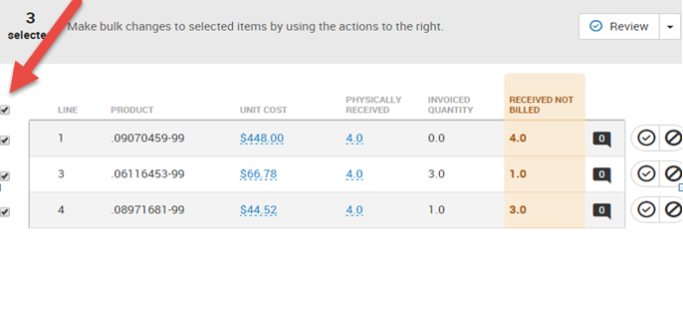 3
selecte
Make bulk changes to selected items by using the actions to the right.
Review
LINE PRODUCT UNIT COST PHYSICALLY RECEIVED INVOICED QUANTITY RECEIVED NOT BILLED
1 .09070459-99 $448.00 4.0 0.0 4.0 0
3 .06116453-99 $66.78 4.0 3.0 1.0 0
4 .08971681-99 $44.52 4.0 1.0 3.0 0